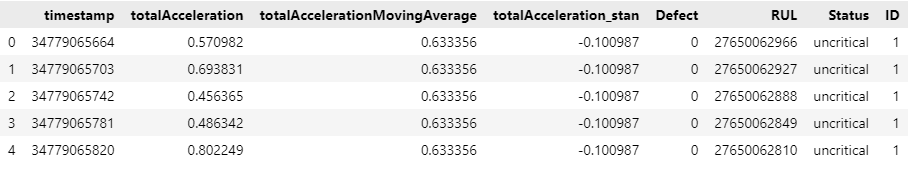 timestamp totalAcceleration totalAccelerationMovingAverage totalAcceleration_stan Defect RUL Status ID
0 34779065664 0.570982 0.633356 -0.100987 0 27650062966 uncritical 1
1 34779065703 0.693831 0.633356 -0.100987 0 27650062927 uncritical 1
2 34779065742 0.456365 0.633356 -0.100987 0 27650062888 uncritical 1
3 34779065781 0.486342 0.633356 -0.100987 0 27650062849 uncritical 1
4 34779065820 0.802249 0.633356 -0.100987 0 27650062810 uncritical 1